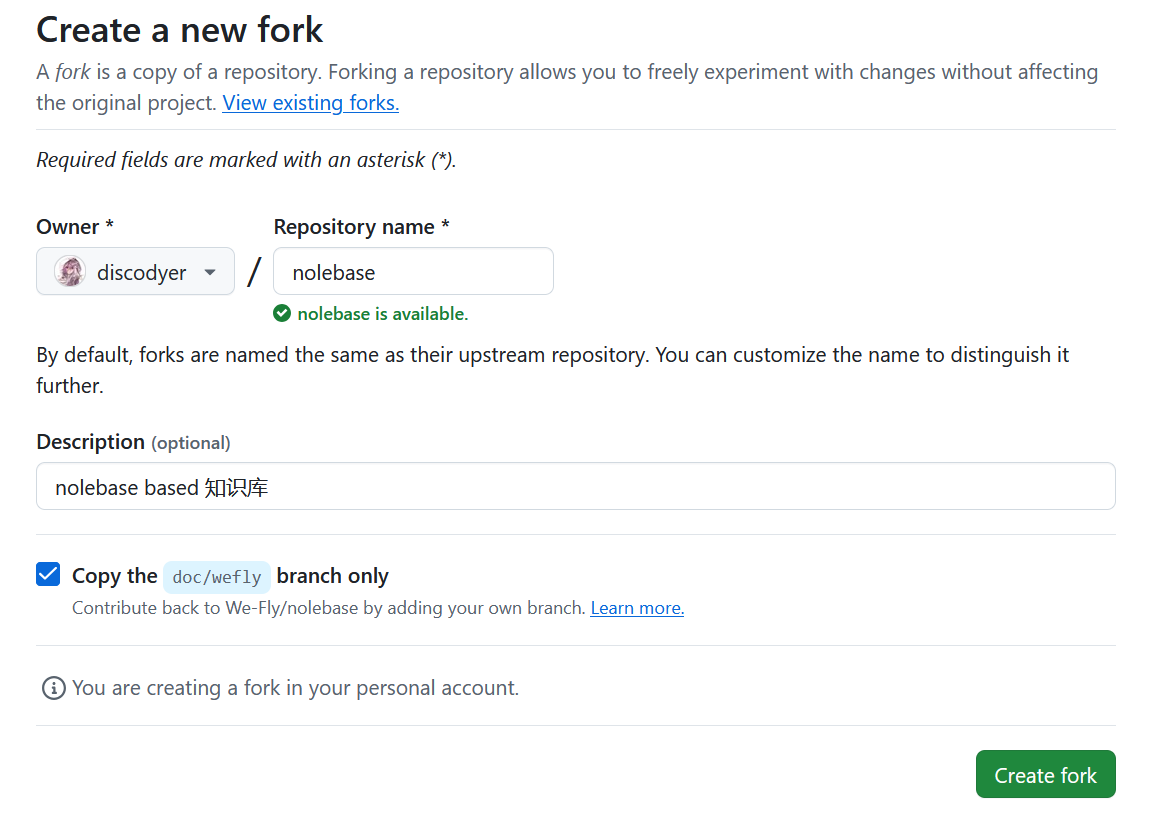 Create a new fork
A fork is a copy of a repository. Forking a repository allows you to freely experiment with changes without affecting
the original project. View existing forks.
Required fields are marked with an asterisk (*).
Owner *
Repository name *
discodyer
/
nolebase
nolebase is available.
By default, forks are named the same as their upstream repository. You can customize the name to distinguish it
further.
Description (optional)
nolebase based 知识库
Copy the doc/wefly branch only
Contribute back to We-Fly/nolebase by adding your own branch. Learn more.
You are creating a fork in your personal account.
Create fork